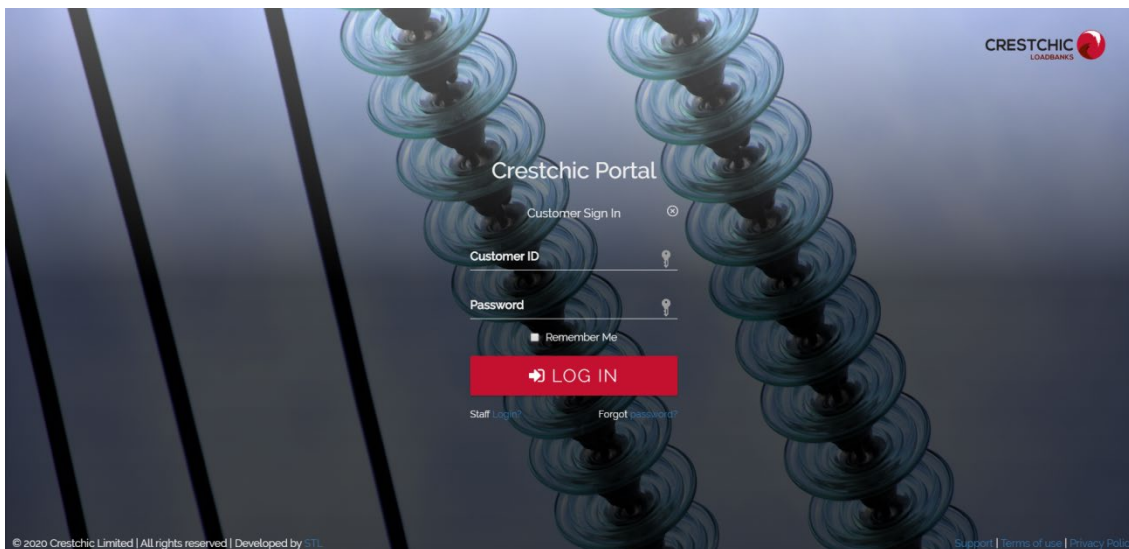 CRESTCHIC
LOADBANKS
Crestchic Portal
Customer Sign In
Customer ID
Password
Remember Me
LOG IN
Staff Login? Forgot password?
© 2020 Crestchic Limited | All rights reserved | Developed by STL
Support | Terms of use | Privacy Polic